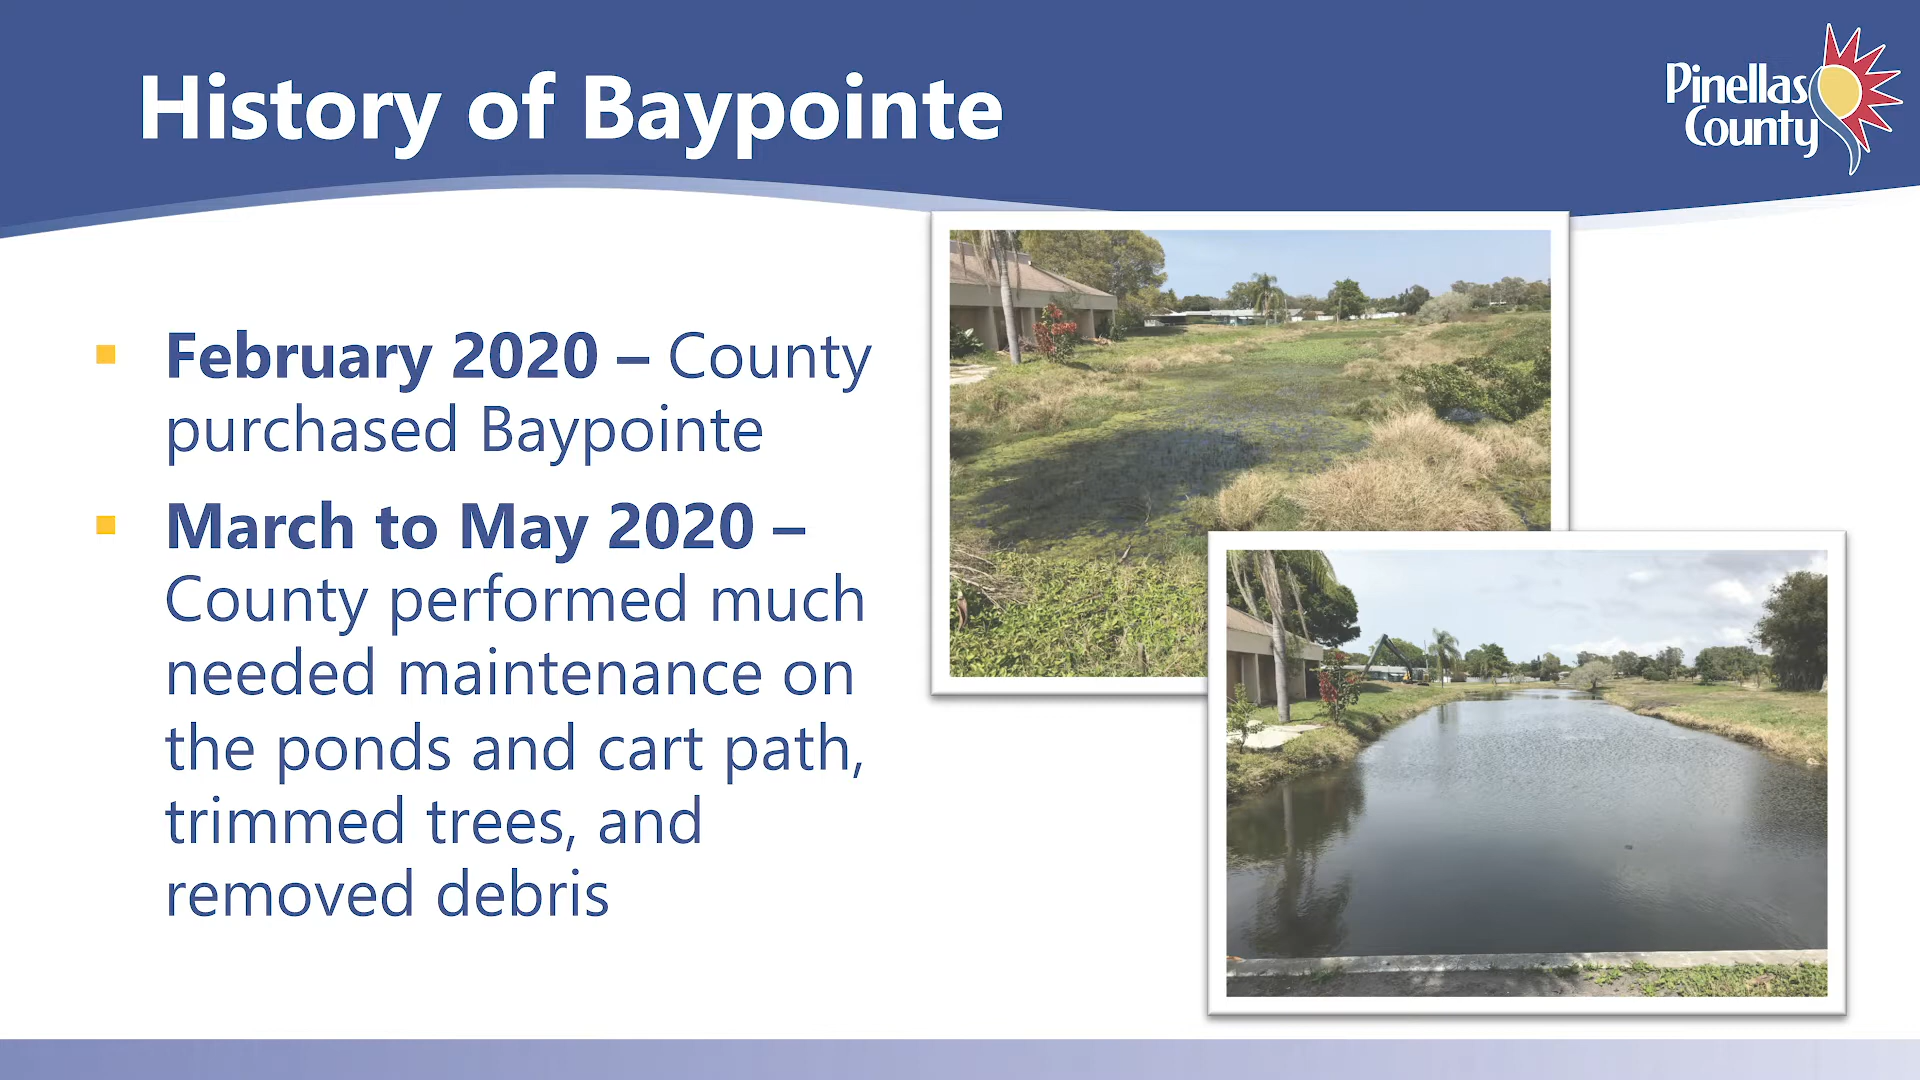 History of Baypointe
Pinellas
County
February 2020 – County
purchased Baypointe
March to May 2020 –
County performed much
needed maintenance on
the ponds and cart path,
trimmed trees, and
removed debris